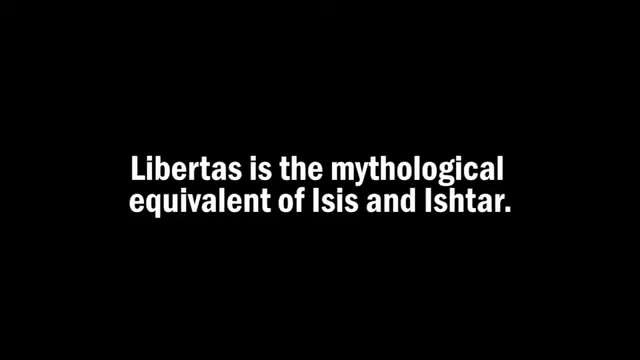 Libertas is the mythological
equivalent of Isis and Ishtar.